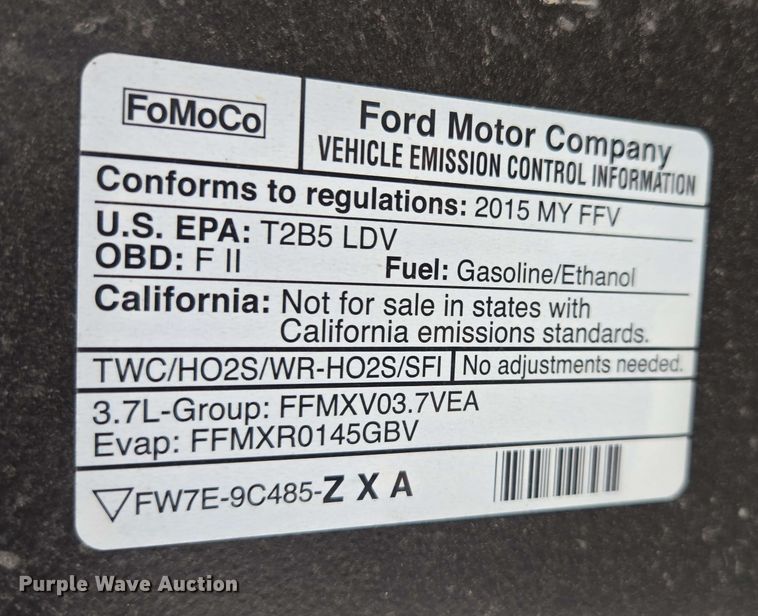 FoMoCo
Ford Motor Company
VEHICLE EMISSION CONTROL INFORMATION
Conforms to regulations: 2015 MY FFV
U.S. EPA: T2B5 LDV
OBD: F II Fuel: Gasoline/Ethanol
California: Not for sale in states with
California emissions standards.
TWC/HO2S/WR-HO2S/SFI No adjustments needed.
3.7L-Group: FFMXV03.7VEA
Evap: FFMXR0145GBV
FW7E-9C485-Z X A
Purple Wave Auction